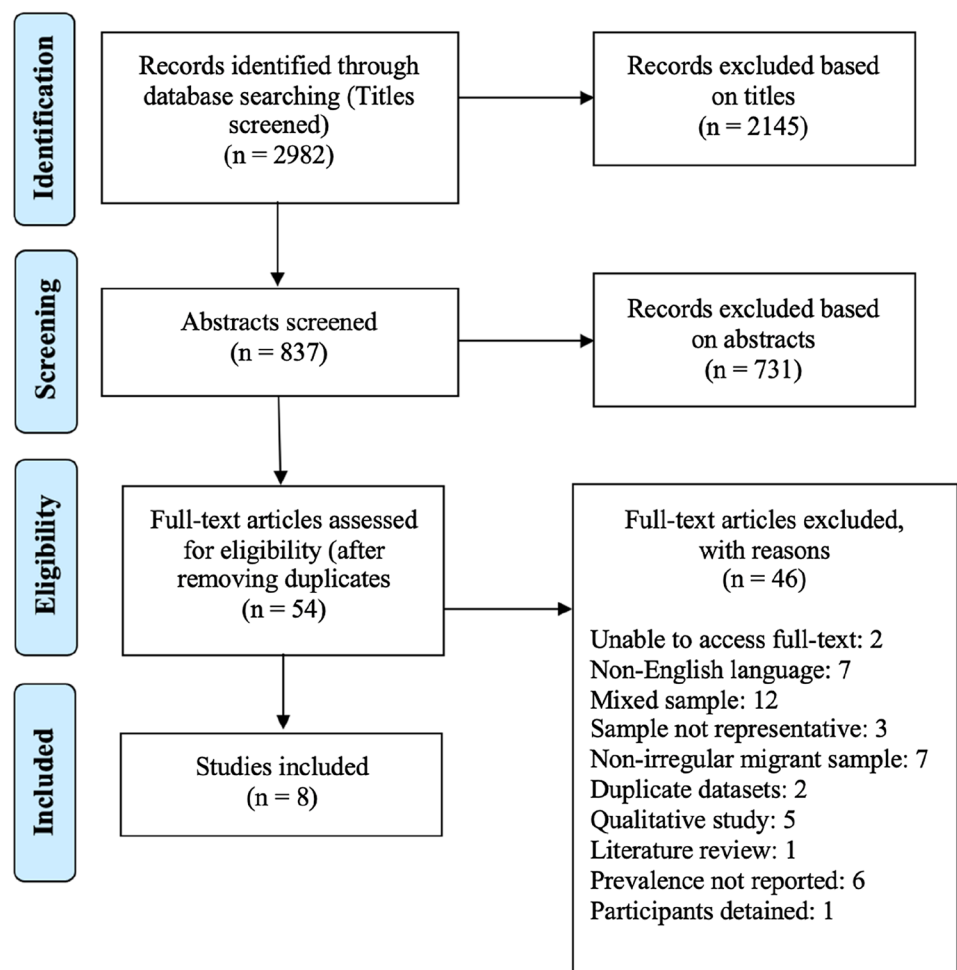 Identification
Records identified through
database searching (Titles
screened)
(n = 2982)
Records excluded based
on titles
(n = 2145)
Screening
Abstracts screened
(n = 837)
Records excluded based
on abstracts
(n = 731)
Eligibility
Full-text articles assessed
for eligibility (after
removing duplicates
(n = 54)
Full-text articles excluded,
with reasons
(n = 46)
Unable to access full-text: 2
Non-English language: 7
Mixed sample: 12
Sample not representative: 3
Non-irregular migrant sample: 7
Duplicate datasets: 2
Qualitative study: 5
Literature review: 1
Prevalence not reported: 6
Participants detained: 1
Included
Studies included
(n = 8)